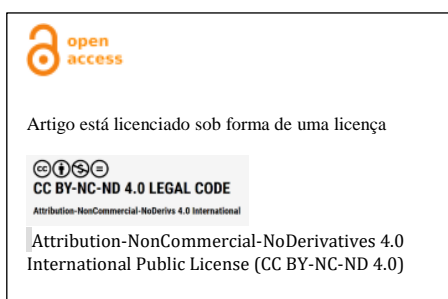 open
access
Artigo está licenciado sob forma de uma licença
CC BY-NC-ND 4.0 LEGAL CODE
Attribution-NonCommercial-NoDerivs 4.0 International
Attribution-NonCommercial-NoDerivatives 4.0
International Public License (CC BY-NC-ND 4.0)